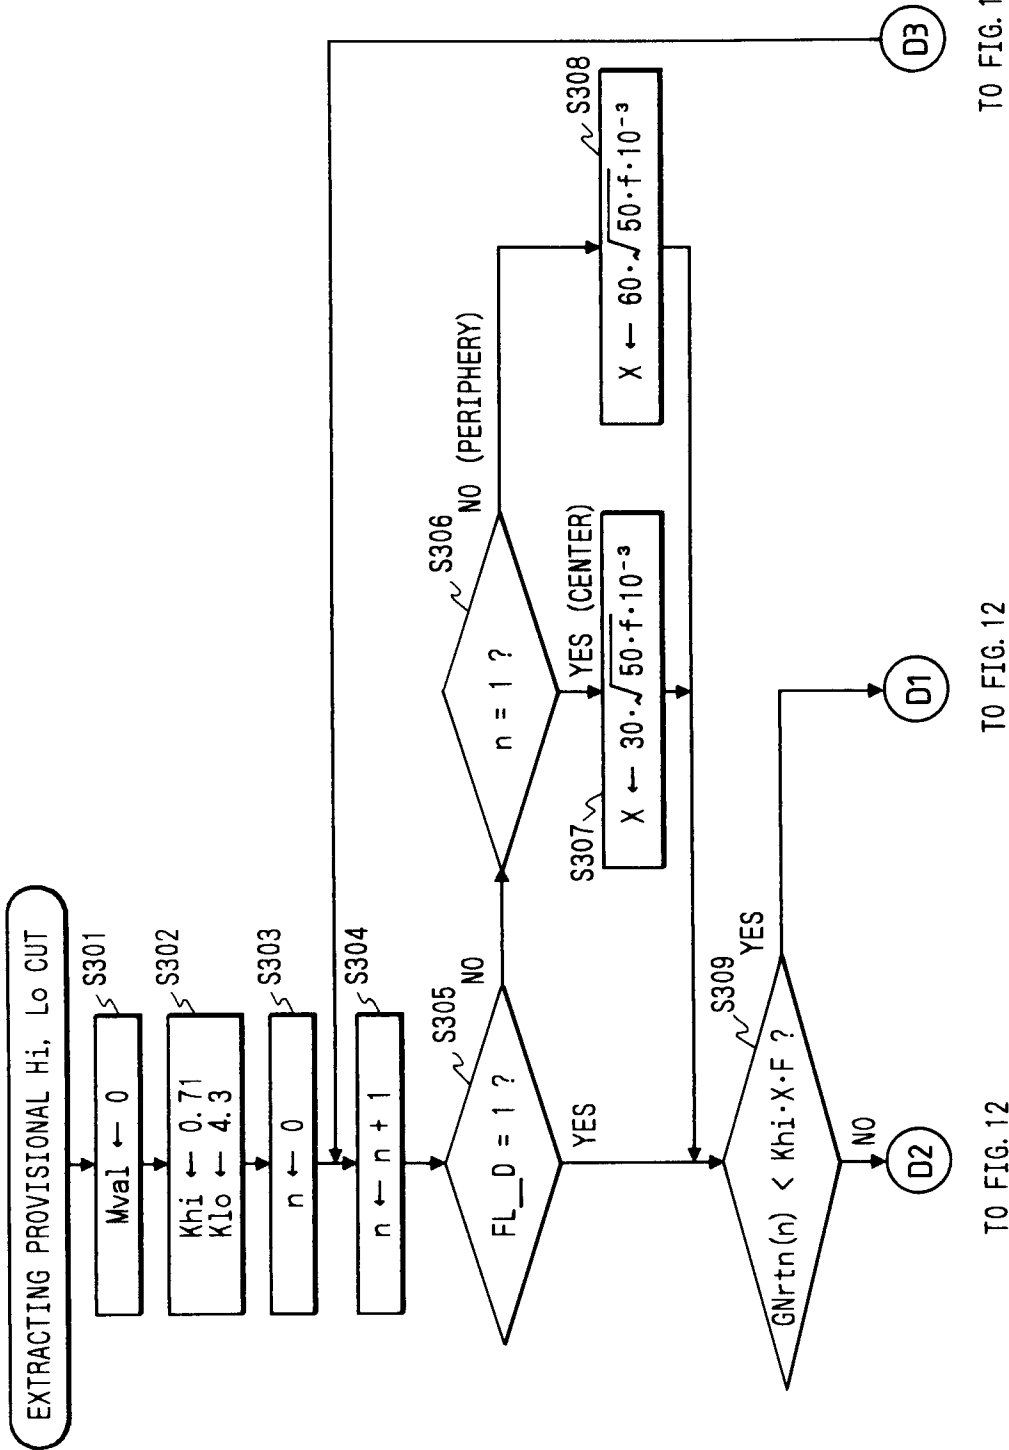 EXTRACTING PROVISIONAL Hi, Lo CUT
S301
Mval ← 0
S302
Khi ← 0.71
Klo ← 4.3
S303
n ← 0
S304
n ← n + 1
S305
FL_D = 1 ?
NO
YES
S306
n = 1 ?
NO (PERIPHERY)
YES (CENTER)
S307
X ← 30·√50·f·10⁻³
S308
X ← 60·√50·f·10⁻³
S309
GNrtn(n) < Khi·X·F ?
YES
NO
D2
D1
D3
TO FIG. 12
TO FIG. 12
TO FIG. 1